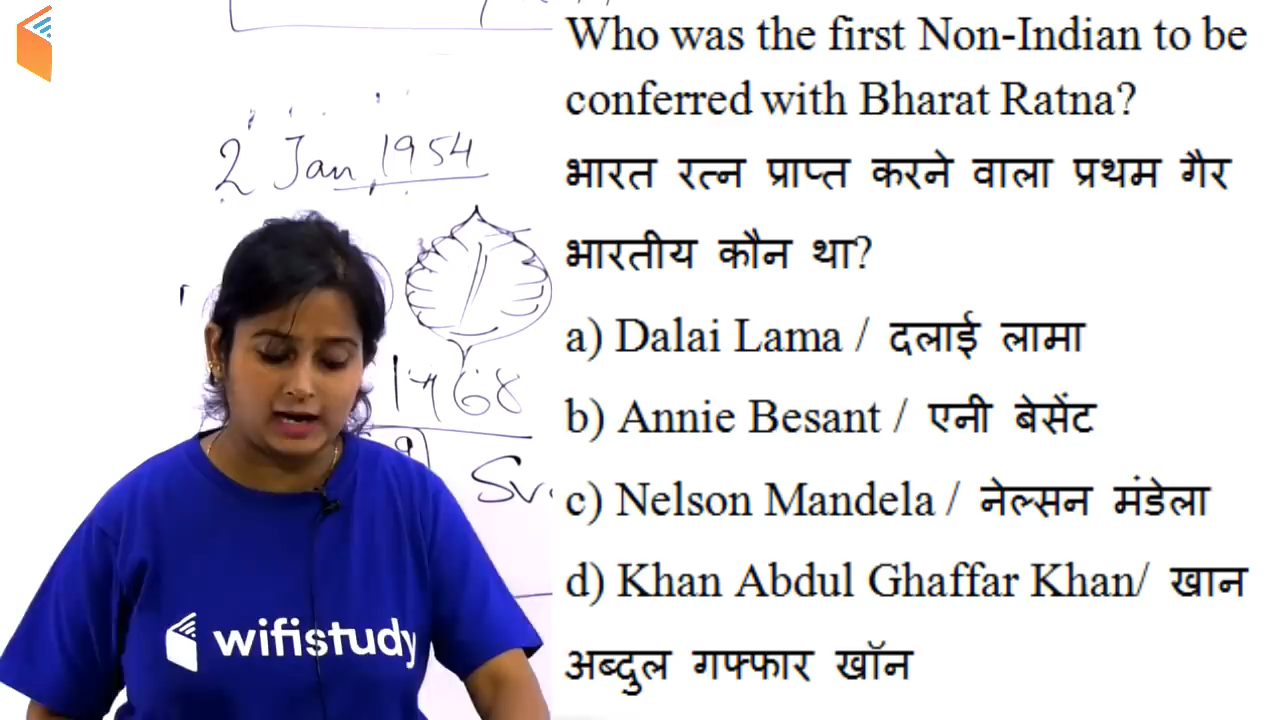 Who was the first Non-Indian to be
conferred with Bharat Ratna?
भारत रत्न प्राप्त करने वाला प्रथम गैर
भारतीय कौन था?
a) Dalai Lama / दलाई लामा
b) Annie Besant / एनी बेसेंट
c) Nelson Mandela / नेल्सन मंडेला
d) Khan Abdul Ghaffar Khan/ खान
अब्दुल गफ्फार खॉन
2 Jan 1954
wifistudy